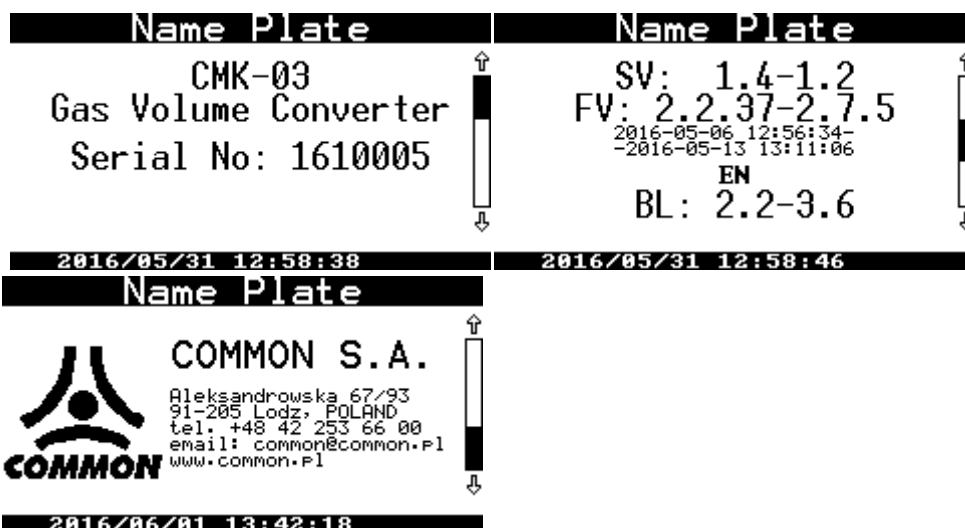 Name Plate
CMK-03
Gas Volume Converter
Serial No: 1610005
2016/05/31 12:58:38
Name Plate
SV: 1.4-1.2
FV: 2.2.37-2.7.5
2016-05-06 12:56:34-
-2016-05-13 13:11:06
EN
BL: 2.2-3.6
2016/05/31 12:58:46
Name Plate
COMMON S.A.
Aleksandrowska 67/93
91-205 Lodz, POLAND
tel. +48 42 253 66 00
email: common@common.pl
www.common.pl
COMMON
2016/06/01 13:42:18